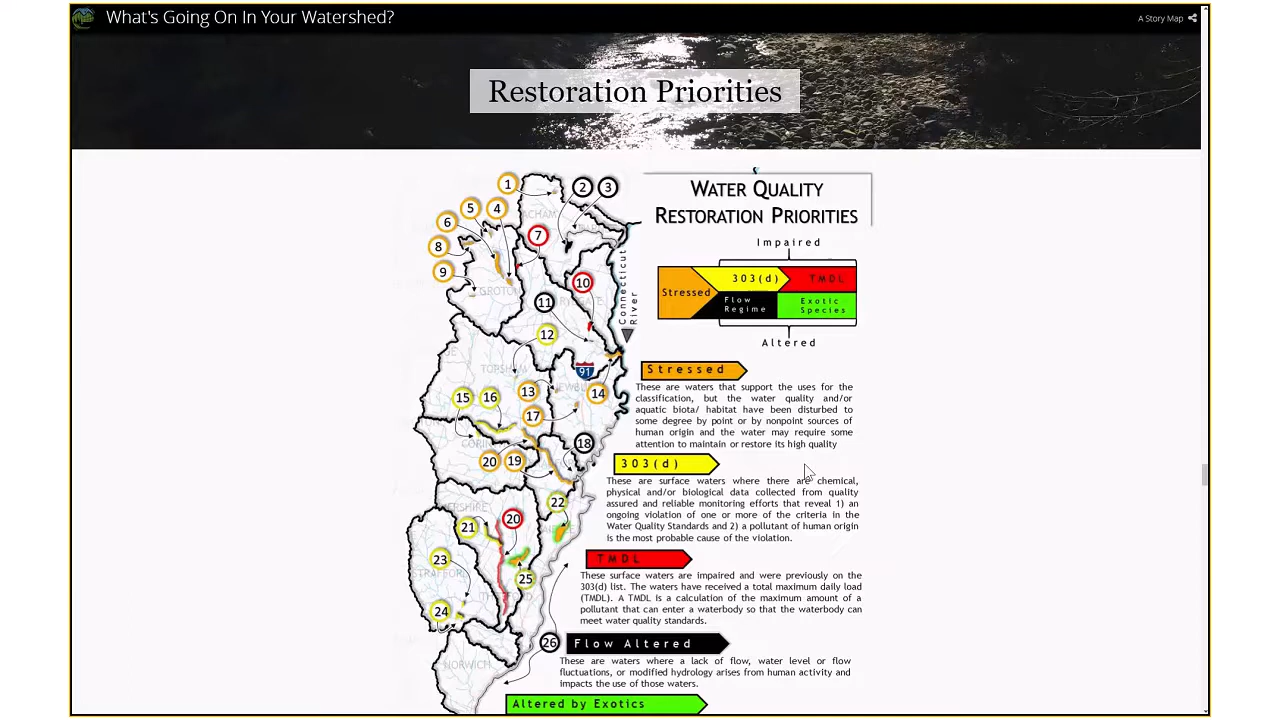 What's Going On In Your Watershed?
A Story Map
Restoration Priorities
WATER QUALITY
RESTORATION PRIORITIES
Impaired
Stressed
303(d)
TMDL
Flow
Regime
Exotic
Species
Altered
1
2
3
4
5
6
7
8
9
10
11
12
13
14
15
16
17
18
20
19
22
21
20
23
25
24
26
Connecticut
River
91
GROTON
TOPSHAM
STRAFFORD
NORWICH
Stressed
These are waters that support the uses for the
classification, but the water quality and/or
aquatic biota/ habitat have been disturbed to
some degree by point or by nonpoint sources of
human origin and the water may require some
attention to maintain or restore its high quality
303(d)
These are surface waters where there are chemical,
physical and/or biological data collected from quality
assured and reliable monitoring efforts that reveal 1) an
ongoing violation of one or more of the criteria in the
Water Quality Standards and 2) a pollutant of human origin
is the most probable cause of the violation.
TMDL
These surface waters are impaired and were previously on the
303(d) list. The waters have received a total maximum daily load
(TMDL). A TMDL is a calculation of the maximum amount of a
pollutant that can enter a waterbody so that the waterbody can
meet water quality standards.
Flow Altered
These are waters where a lack of flow, water level or flow
fluctuations, or modified hydrology arises from human activity and
impacts the use of those waters.
Altered by Exotics